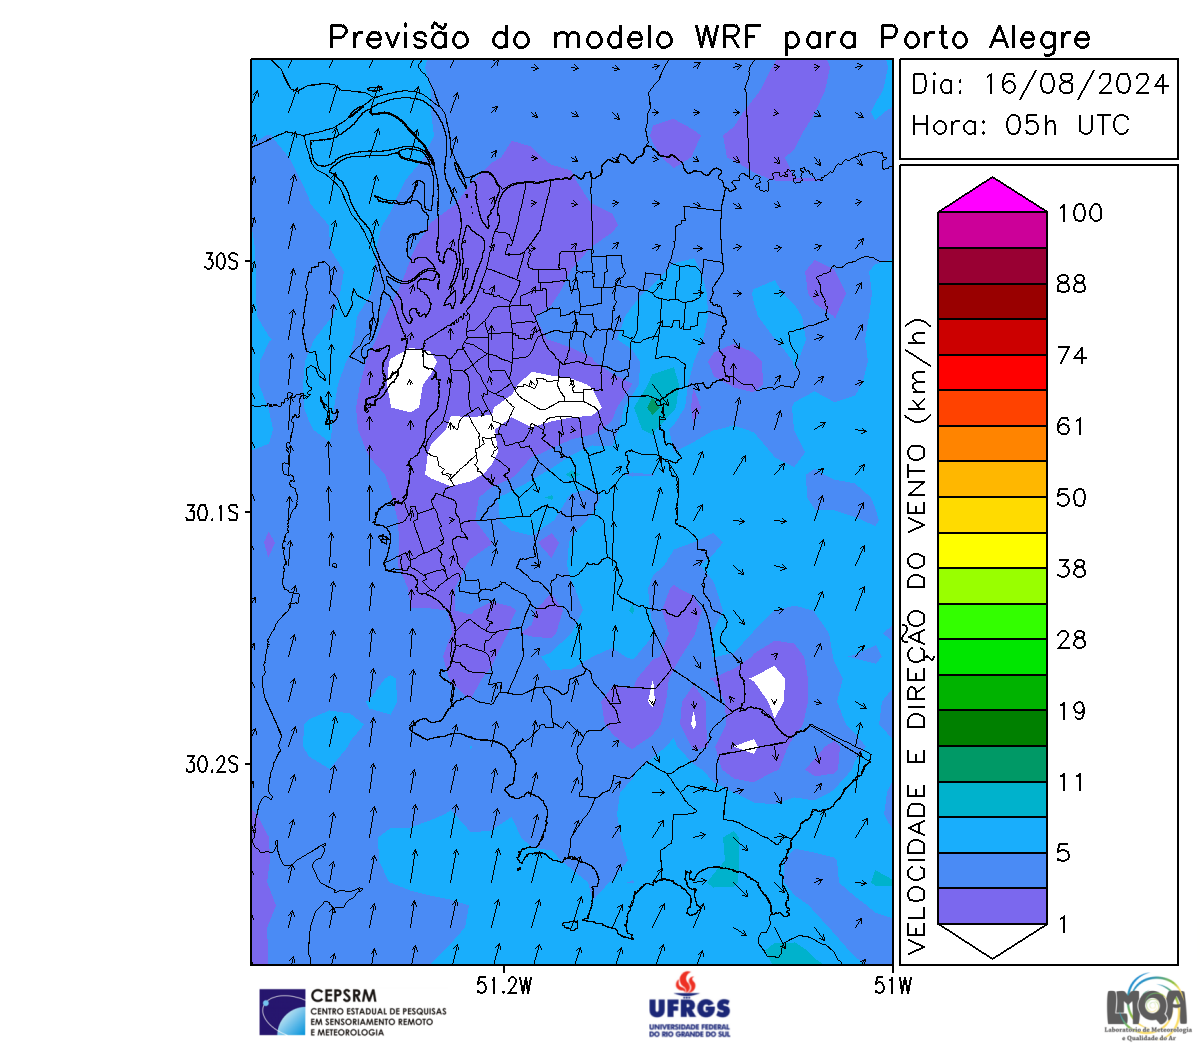 Previsão do modelo WRF para Porto Alegre
Dia: 16/08/2024
Hora: 05h UTC
30S
30.1S
30.2S
51.2W
51W
VELOCIDADE E DIREÇÃO DO VENTO (km/h)
100
88
74
61
50
38
28
19
11
5
1
CEPSRM
CENTRO ESTADUAL DE PESQUISAS
EM SENSORIAMENTO REMOTO
E METEOROLOGIA
UFRGS
UNIVERSIDADE FEDERAL
DO RIO GRANDE DO SUL
LMQA
Laboratório de Meteorologia
e Qualidade do Ar